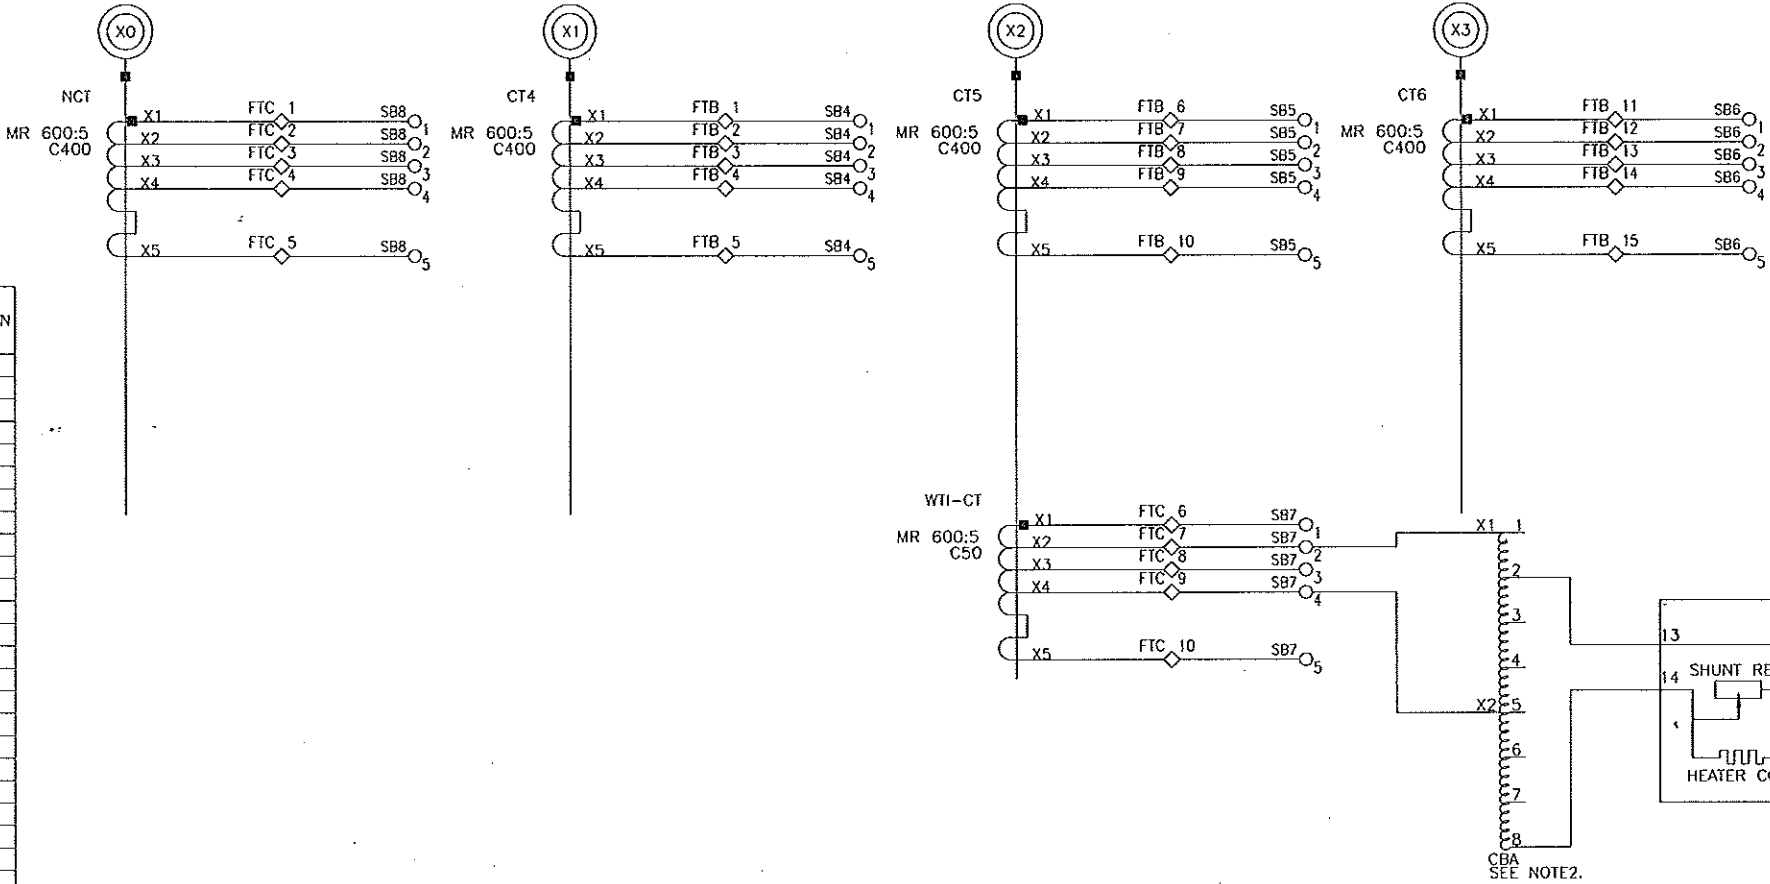 X0 X1 X2 X3
NCT CT4 CT5 CT6
MR 600:5 C400
X1 FTC 1 SB8 1
X2 FTC 2 SB8 2
X3 FTC 3 SB8 3
X4 FTC 4 SB8 4
X5 FTC 5 SB8 5
MR 600:5 C400
X1 FTB 1 SB4 1
X2 FTB 2 SB4 2
X3 FTB 3 SB4 3
X4 FTB 4 SB4 4
X5 FTB 5 SB4 5
MR 600:5 C400
X1 FTB 6 SB5 1
X2 FTB 7 SB5 2
X3 FTB 8 SB5 3
X4 FTB 9 SB5 4
X5 FTB 10 SB5 5
MR 600:5 C400
X1 FTB 11 SB6 1
X2 FTB 12 SB6 2
X3 FTB 13 SB6 3
X4 FTB 14 SB6 4
X5 FTB 15 SB6 5
N
WTI-CT
MR 600:5 C50
X1 FTC 6 SB7 1
X2 FTC 7 SB7 2
X3 FTC 8 SB7 3
X4 FTC 9 SB7 4
X5 FTC 10 SB7 5
X1 1
2
3
4
X2 5
6
7
8
CBA
SEE NOTE2.
13
14
SHUNT RE
HEATER CO